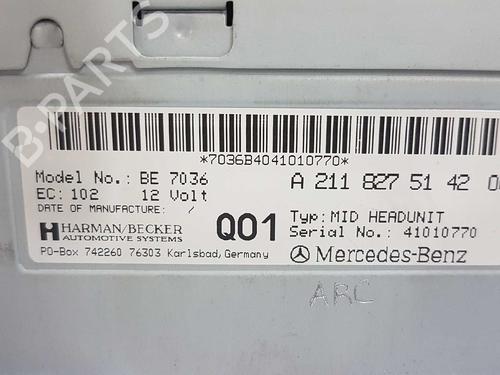 B-PARTS
*7036B4041010770*
Model No.: BE 7036
EC: 102 12 Volt
DATE OF MANUFACTURE: /
HARMAN/BECKER
AUTOMOTIVE SYSTEMS
PO-Box 742260 76303 Karlsbad, Germany
Q01
A 211 827 51 42
Typ: MID HEADUNIT
Serial No.: 41010770
Mercedes-Benz
ARC